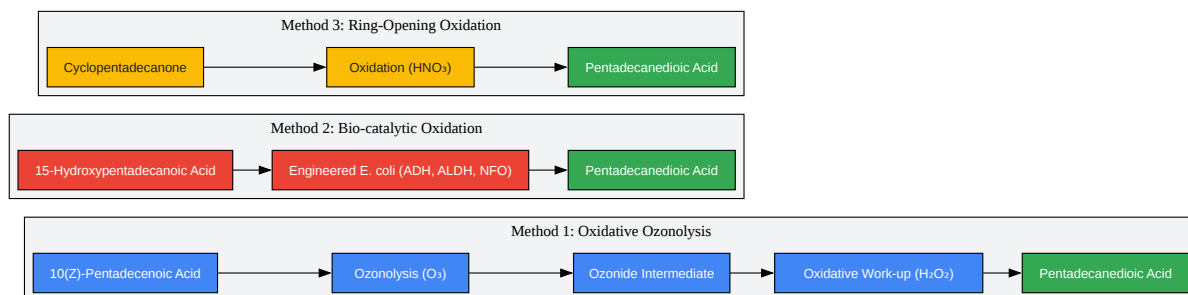 Method 3: Ring-Opening Oxidation
Cyclopentadecanone
Oxidation (HNO₃)
Pentadecanedioic Acid
Method 2: Bio-catalytic Oxidation
15-Hydroxypentadecanoic Acid
Engineered E. coli (ADH, ALDH, NFO)
Pentadecanedioic Acid
Method 1: Oxidative Ozonolysis
10(Z)-Pentadecenoic Acid
Ozonolysis (O₃)
Ozonide Intermediate
Oxidative Work-up (H₂O₂)
Pentadecanedioic Acid